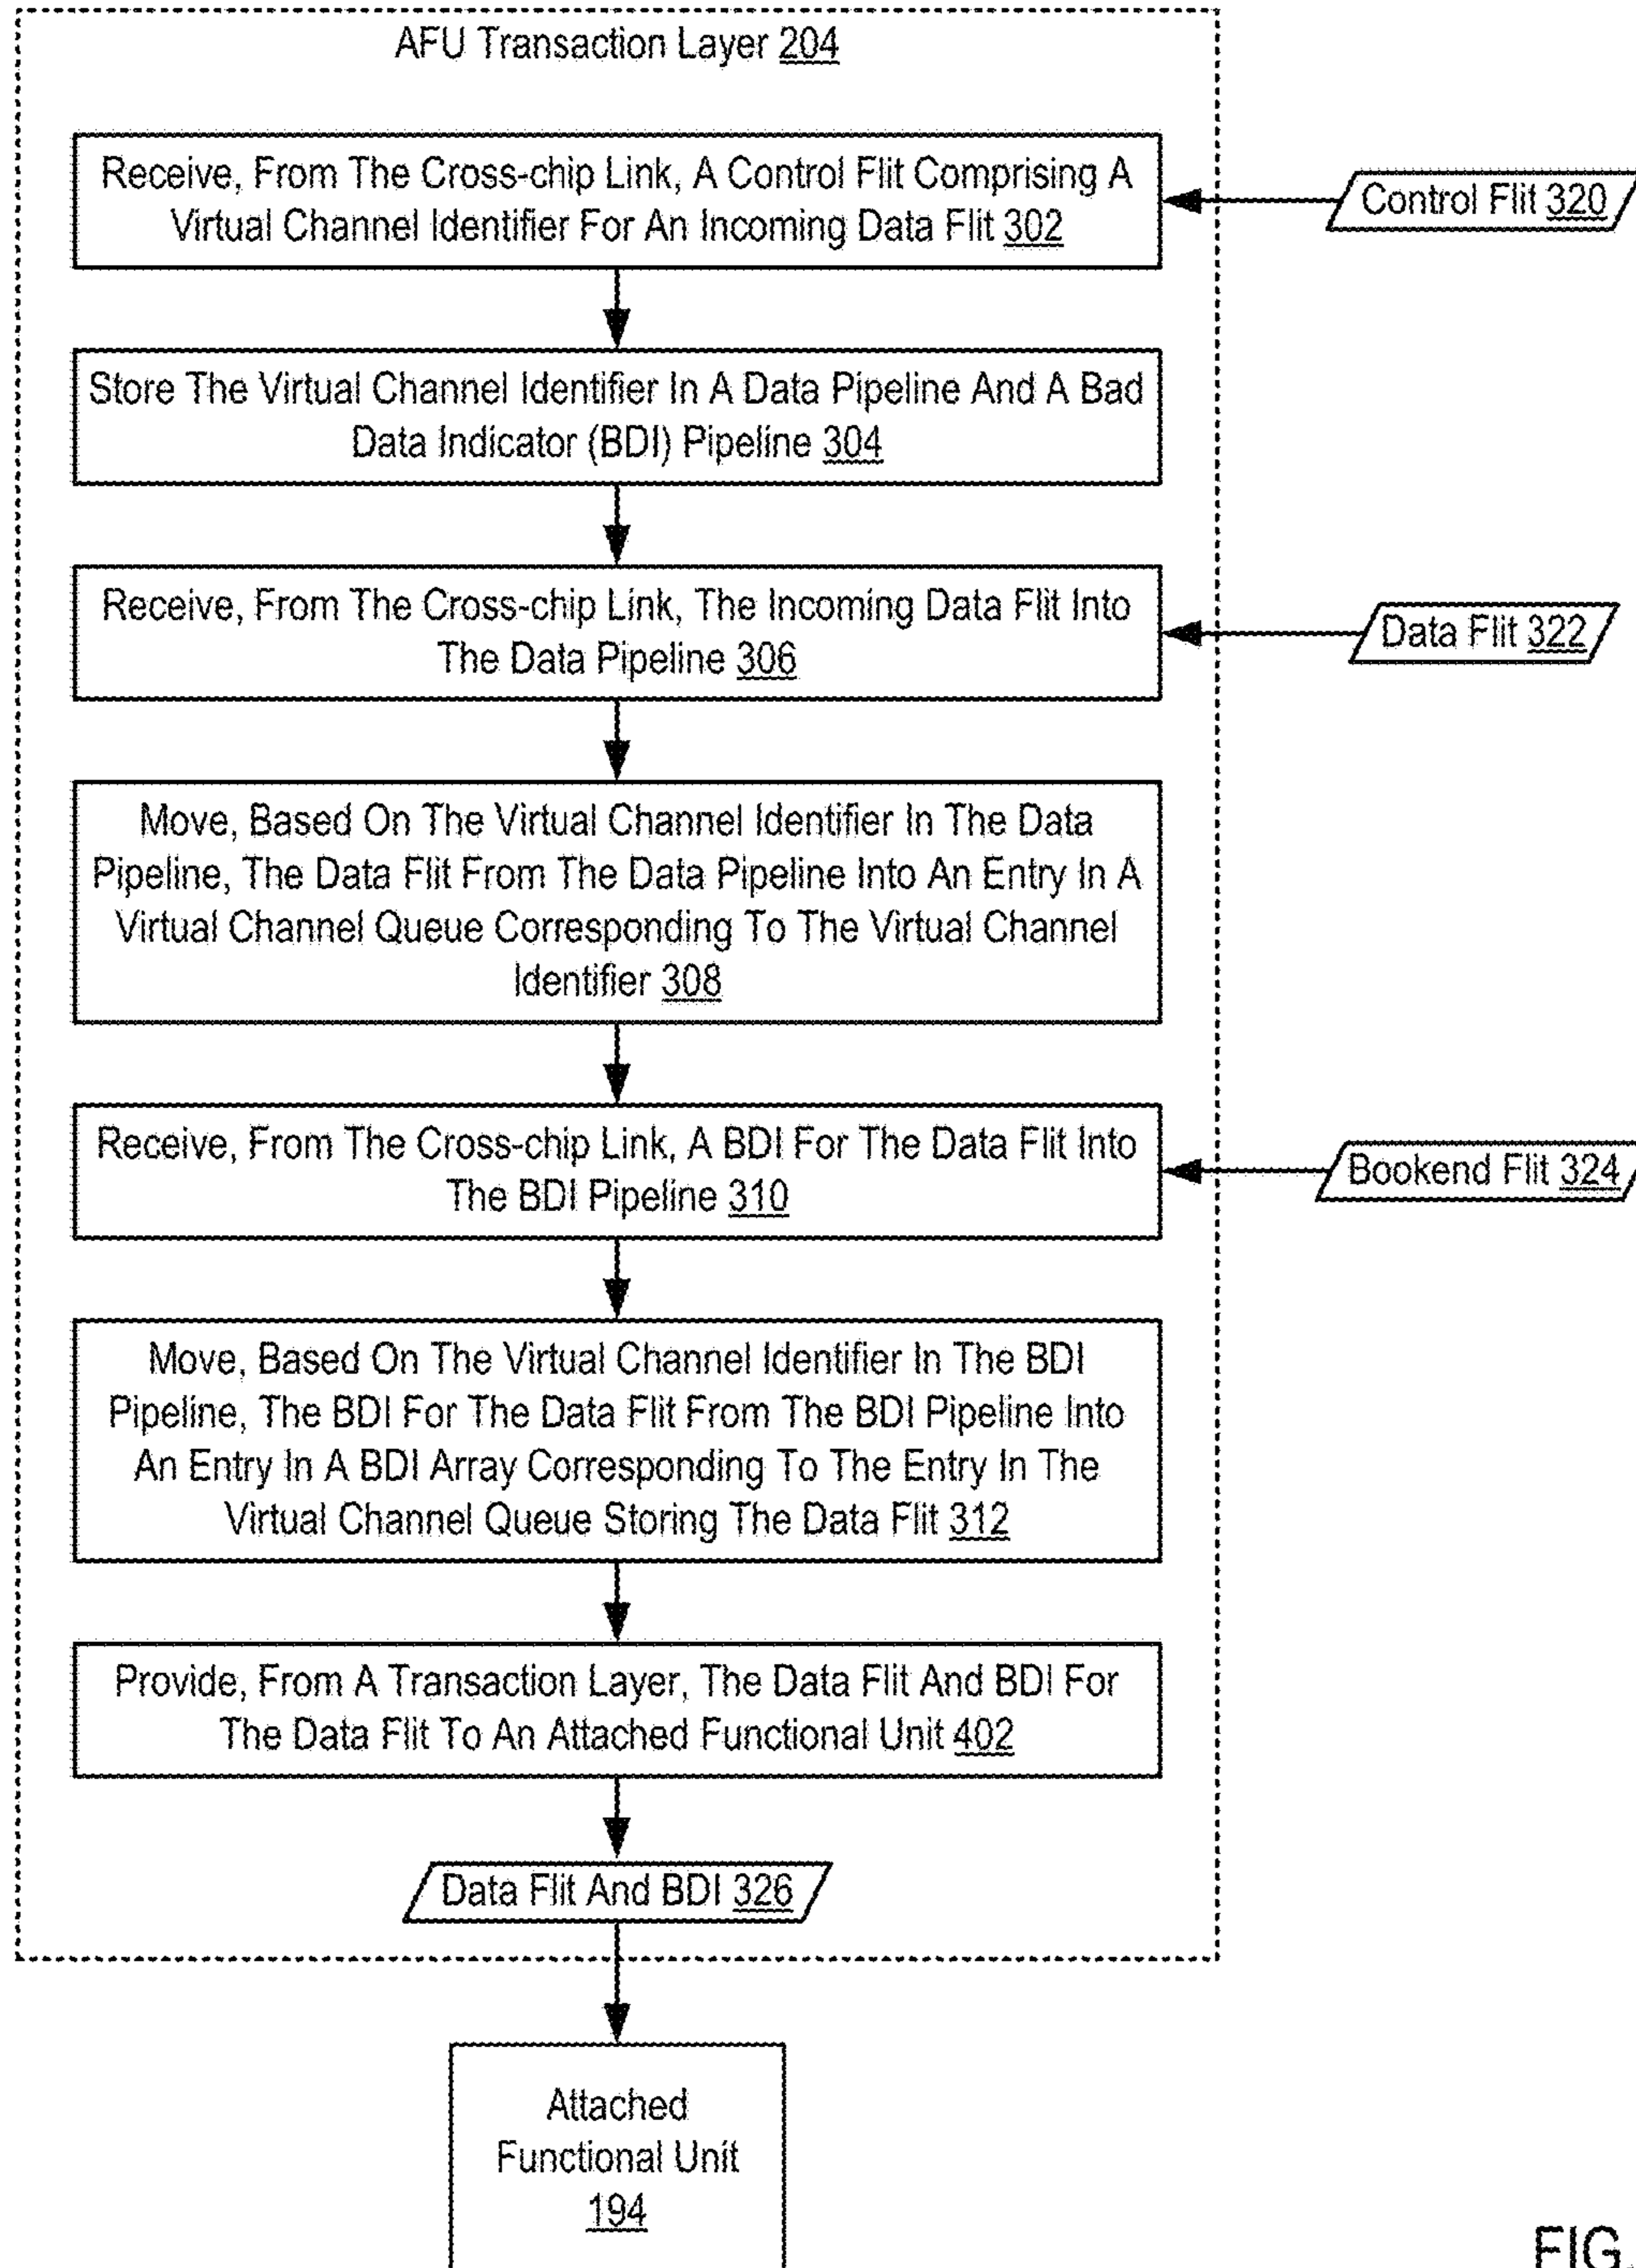 AFU Transaction Layer 204
Receive, From The Cross-chip Link, A Control Flit Comprising A
Virtual Channel Identifier For An Incoming Data Flit 302
Control Flit 320
Store The Virtual Channel Identifier In A Data Pipeline And A Bad
Data Indicator (BDI) Pipeline 304
Receive, From The Cross-chip Link, The Incoming Data Flit Into
The Data Pipeline 306
Data Flit 322
Move, Based On The Virtual Channel Identifier In The Data
Pipeline, The Data Flit From The Data Pipeline Into An Entry In A
Virtual Channel Queue Corresponding To The Virtual Channel
Identifier 308
Receive, From The Cross-chip Link, A BDI For The Data Flit Into
The BDI Pipeline 310
Bookend Flit 324
Move, Based On The Virtual Channel Identifier In The BDI
Pipeline, The BDI For The Data Flit From The BDI Pipeline Into
An Entry In A BDI Array Corresponding To The Entry In The
Virtual Channel Queue Storing The Data Flit 312
Provide, From A Transaction Layer, The Data Flit And BDI For
The Data Flit To An Attached Functional Unit 402
Data Flit And BDI 326
Attached
Functional Unit
194
FIG.